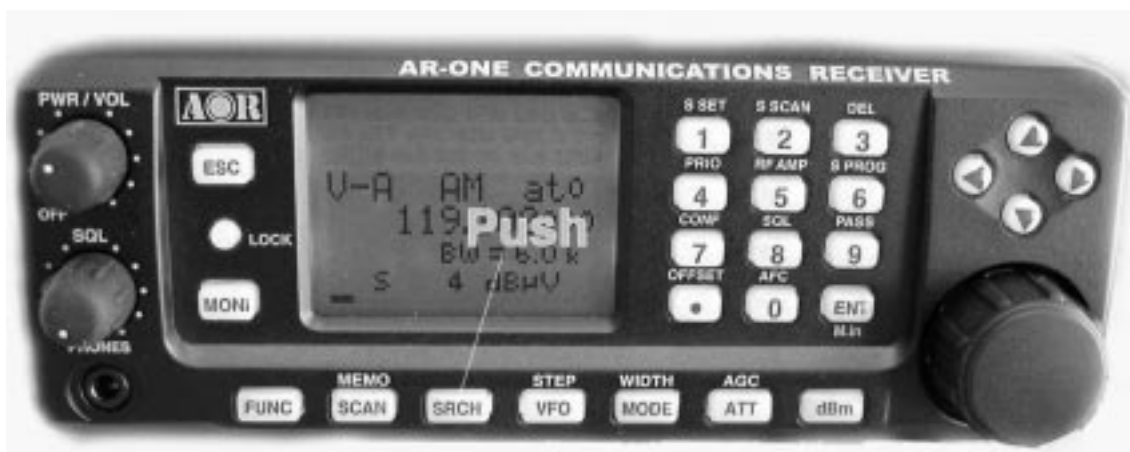 AR-ONE COMMUNICATIONS RECEIVER
PWR / VOL
AOR
S SET S SCAN DEL
1 2 3
ESC
PRIO RF AMP S PROG
V-A AM ato
4 5 6
OFF
119.
Push
CONF SQL PASS
SQL
LOCK
7 8 9
BW = 6.0 k
OFFSET AFC
S 4 dBµV
MONi
• 0 ENT
M.in
PHONES
MEMO STEP WIDTH AGC
FUNC SCAN SRCH VFO MODE ATT dBm